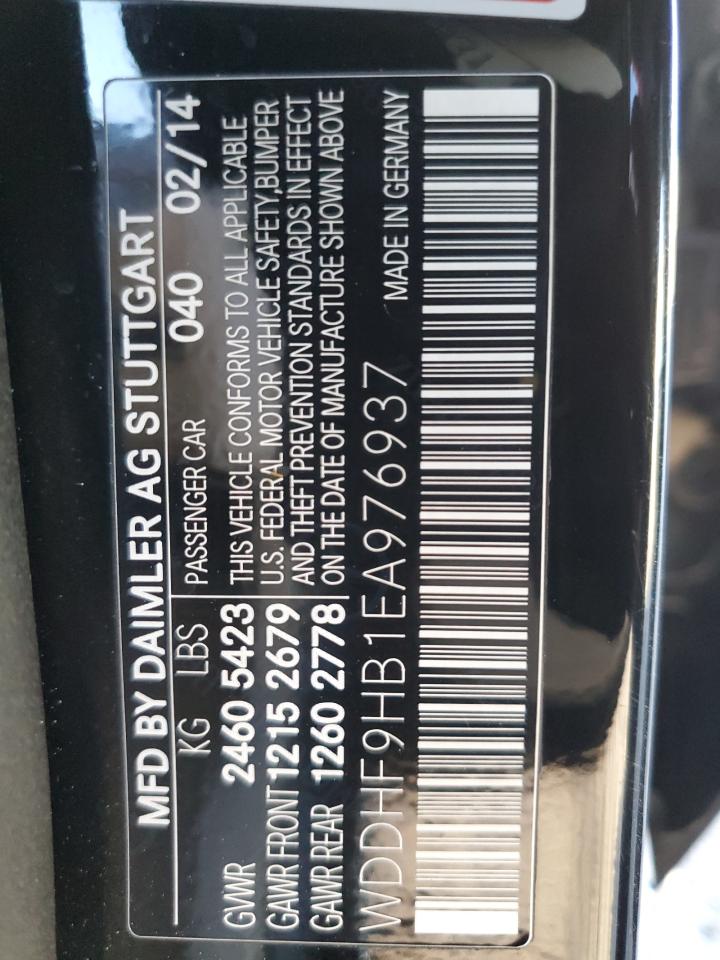 MFD BY DAIMLER AG STUTTGART
KG LBS PASSENGER CAR 040 02/14
GVWR 2460 5423 THIS VEHICLE CONFORMS TO ALL APPLICABLE
GAWR FRONT 1215 2679 U.S. FEDERAL MOTOR VEHICLE SAFETY,BUMPER
GAWR REAR 1260 2778 AND THEFT PREVENTION STANDARDS IN EFFECT
ON THE DATE OF MANUFACTURE SHOWN ABOVE
WDDHF9HB1EA976937 MADE IN GERMANY